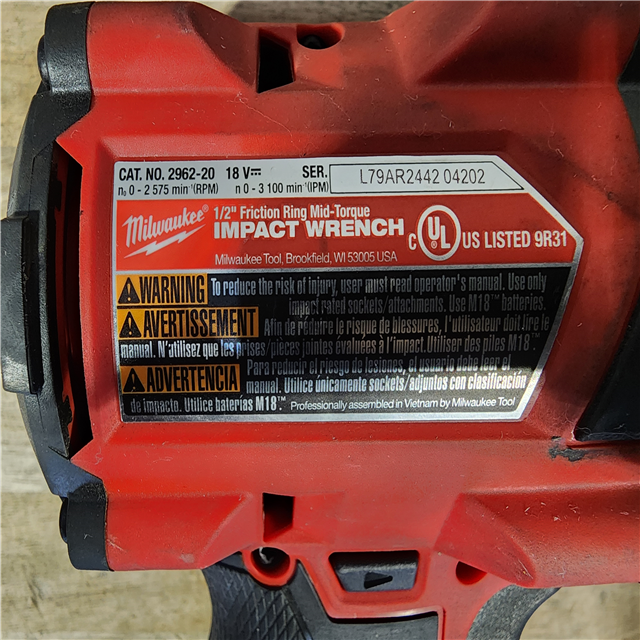 CAT. NO. 2962-20 18 V⎓ SER. L79AR2442 04202
n₀ 0 - 2 575 min⁻¹(RPM) n 0 - 3 100 min⁻¹(IPM)
Milwaukee®
1/2" Friction Ring Mid-Torque
IMPACT WRENCH
Milwaukee Tool, Brookfield, WI 53005 USA
C UL® US LISTED 9R31
WARNING To reduce the risk of injury, user must read operator's manual. Use only
impact rated sockets/attachments. Use M18™ batteries.
AVERTISSEMENT Afin de réduire le risque de blessures, l'utilisateur doit lire le
manual. N'utilisez que les prises/pièces jointes évaluées à l'impact. Utiliser des piles M18™
ADVERTENCIA Para reducir el riesgo de lesiones, el usuario debe leer el
manual. Utilice únicamente sockets/adjuntos con clasificación
de impacto. Utilice baterías M18™. Professionally assembled in Vietnam by Milwaukee Tool